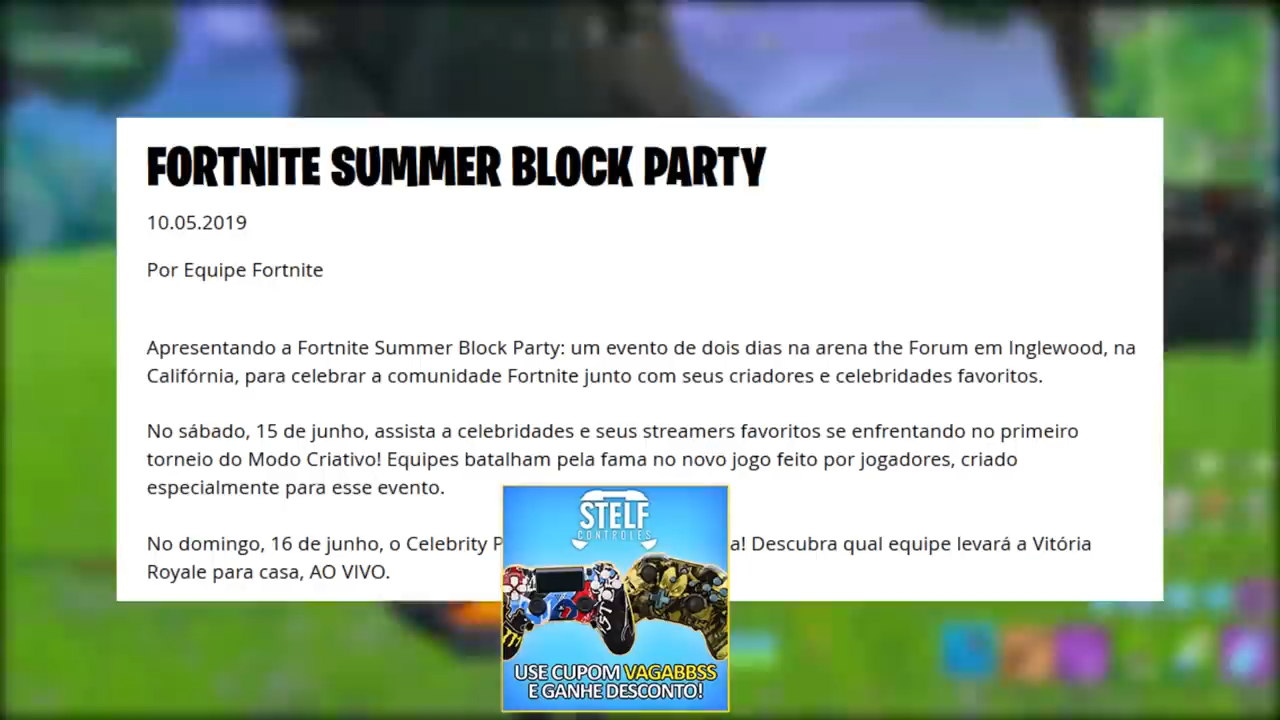 FORTNITE SUMMER BLOCK PARTY
10.05.2019
Por Equipe Fortnite
Apresentando a Fortnite Summer Block Party: um evento de dois dias na arena the Forum em Inglewood, na
Califórnia, para celebrar a comunidade Fortnite junto com seus criadores e celebridades favoritos.
No sábado, 15 de junho, assista a celebridades e seus streamers favoritos se enfrentando no primeiro
torneio do Modo Criativo! Equipes batalham pela fama no novo jogo feito por jogadores, criado
especialmente para esse evento.
No domingo, 16 de junho, o Celebrity P a! Descubra qual equipe levará a Vitória
Royale para casa, AO VIVO.
STELF
CONTROLES
USE CUPOM VAGABBSS
E GANHE DESCONTO!